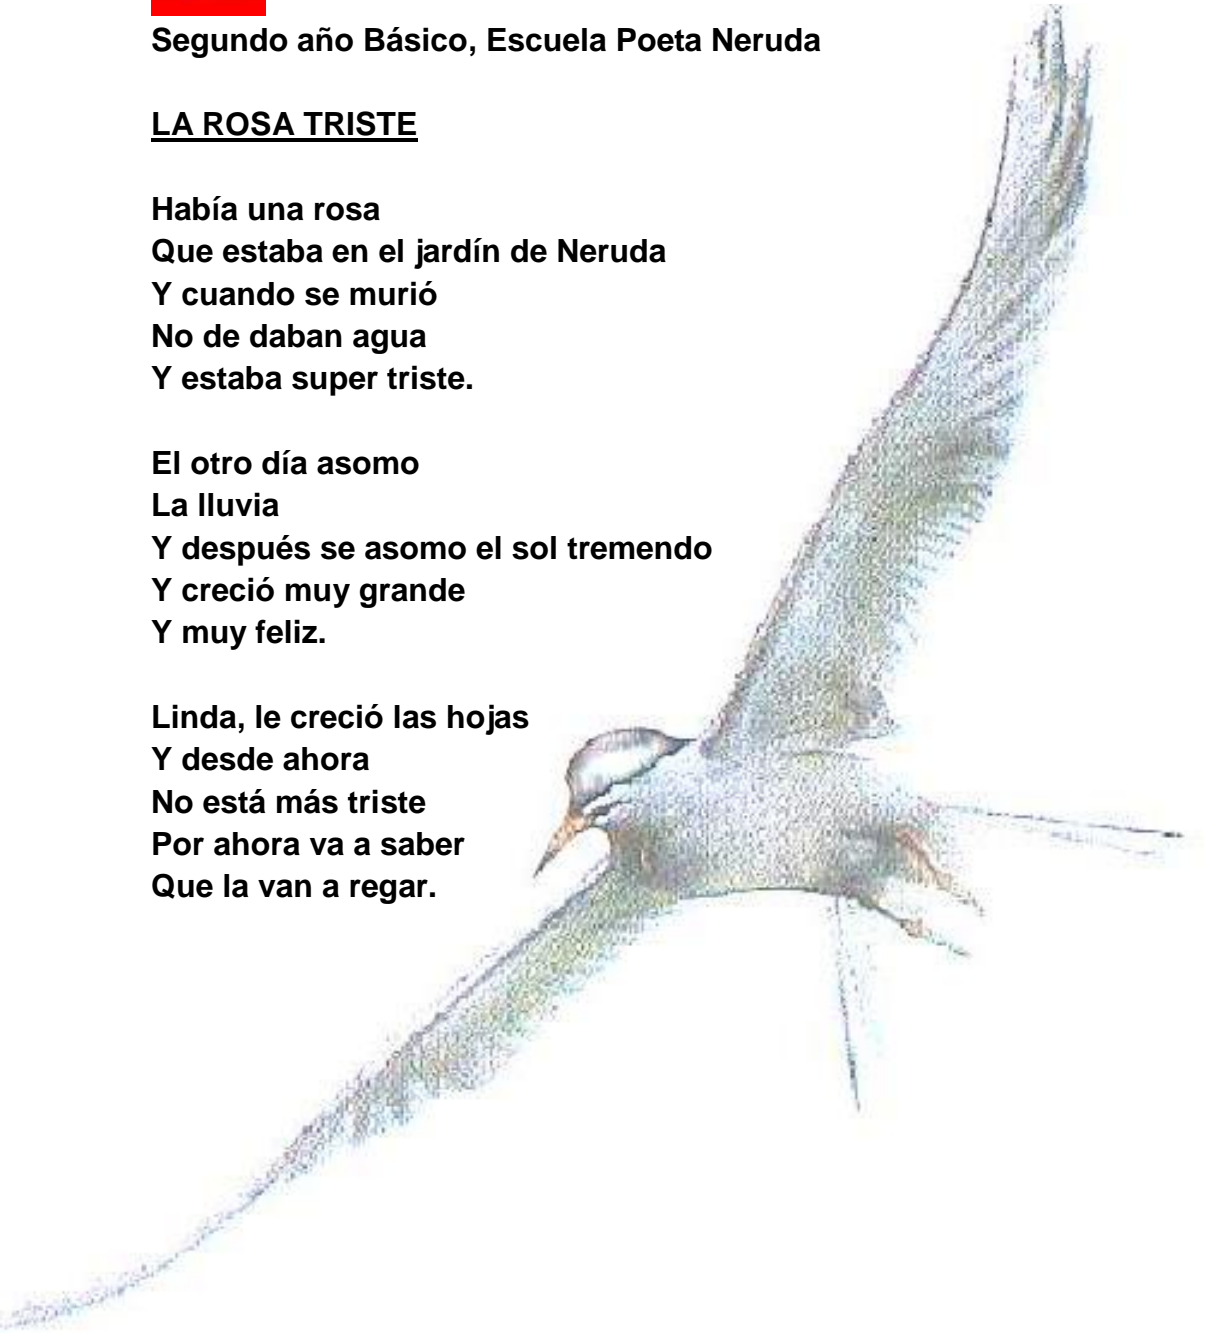 Segundo año Básico, Escuela Poeta Neruda
LA ROSA TRISTE
Había una rosa
Que estaba en el jardín de Neruda
Y cuando se murió
No de daban agua
Y estaba super triste.
El otro día asomo
La lluvia
Y después se asomo el sol tremendo
Y creció muy grande
Y muy feliz.
Linda, le creció las hojas
Y desde ahora
No está más triste
Por ahora va a saber
Que la van a regar.